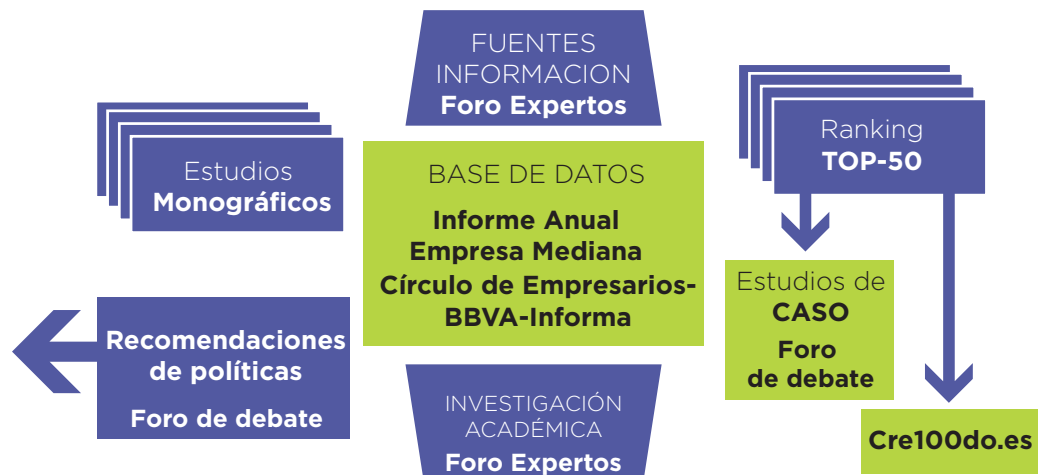 FUENTES
INFORMACION
Foro Expertos
Estudios
Monográficos
BASE DE DATOS
Informe Anual
Empresa Mediana
Círculo de Empresarios-
BBVA-Informa
Ranking
TOP-50
Estudios de
CASO
Foro
de debate
Recomendaciones
de políticas
Foro de debate
INVESTIGACIÓN
ACADÉMICA
Foro Expertos
Cre100do.es